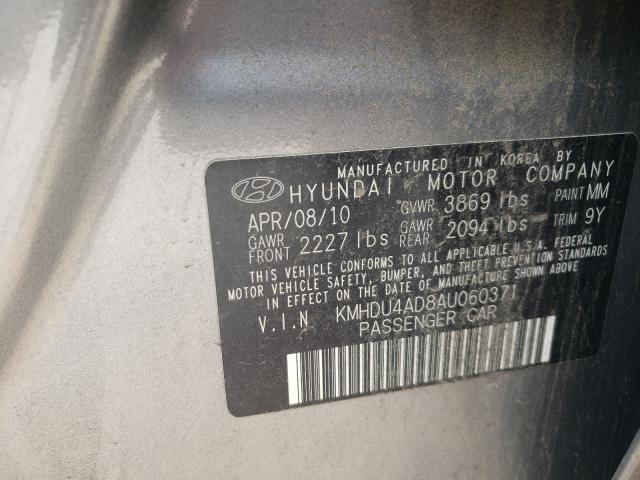 MANUFACTURED IN KOREA BY
HYUNDAI MOTOR COMPANY
APR/08/10 GVWR 3869 lbs PAINT MM
GAWR FRONT 2227 lbs GAWR REAR 2094 lbs TRIM 9Y
THIS VEHICLE CONFORMS TO ALL APPLICABLE U.S.A. FEDERAL
MOTOR VEHICLE SAFETY, BUMPER, AND THEFT PREVENTION STANDARDS
IN EFFECT ON THE DATE OF MANUFACTURE SHOWN ABOVE
V.I.N KMHDU4AD8AU060371
PASSENGER CAR